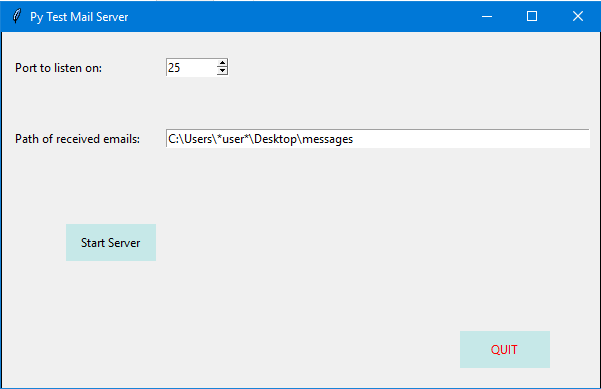 Py Test Mail Server
Port to listen on: 25
Path of received emails: C:\Users\*user*\Desktop\messages
Start Server
QUIT